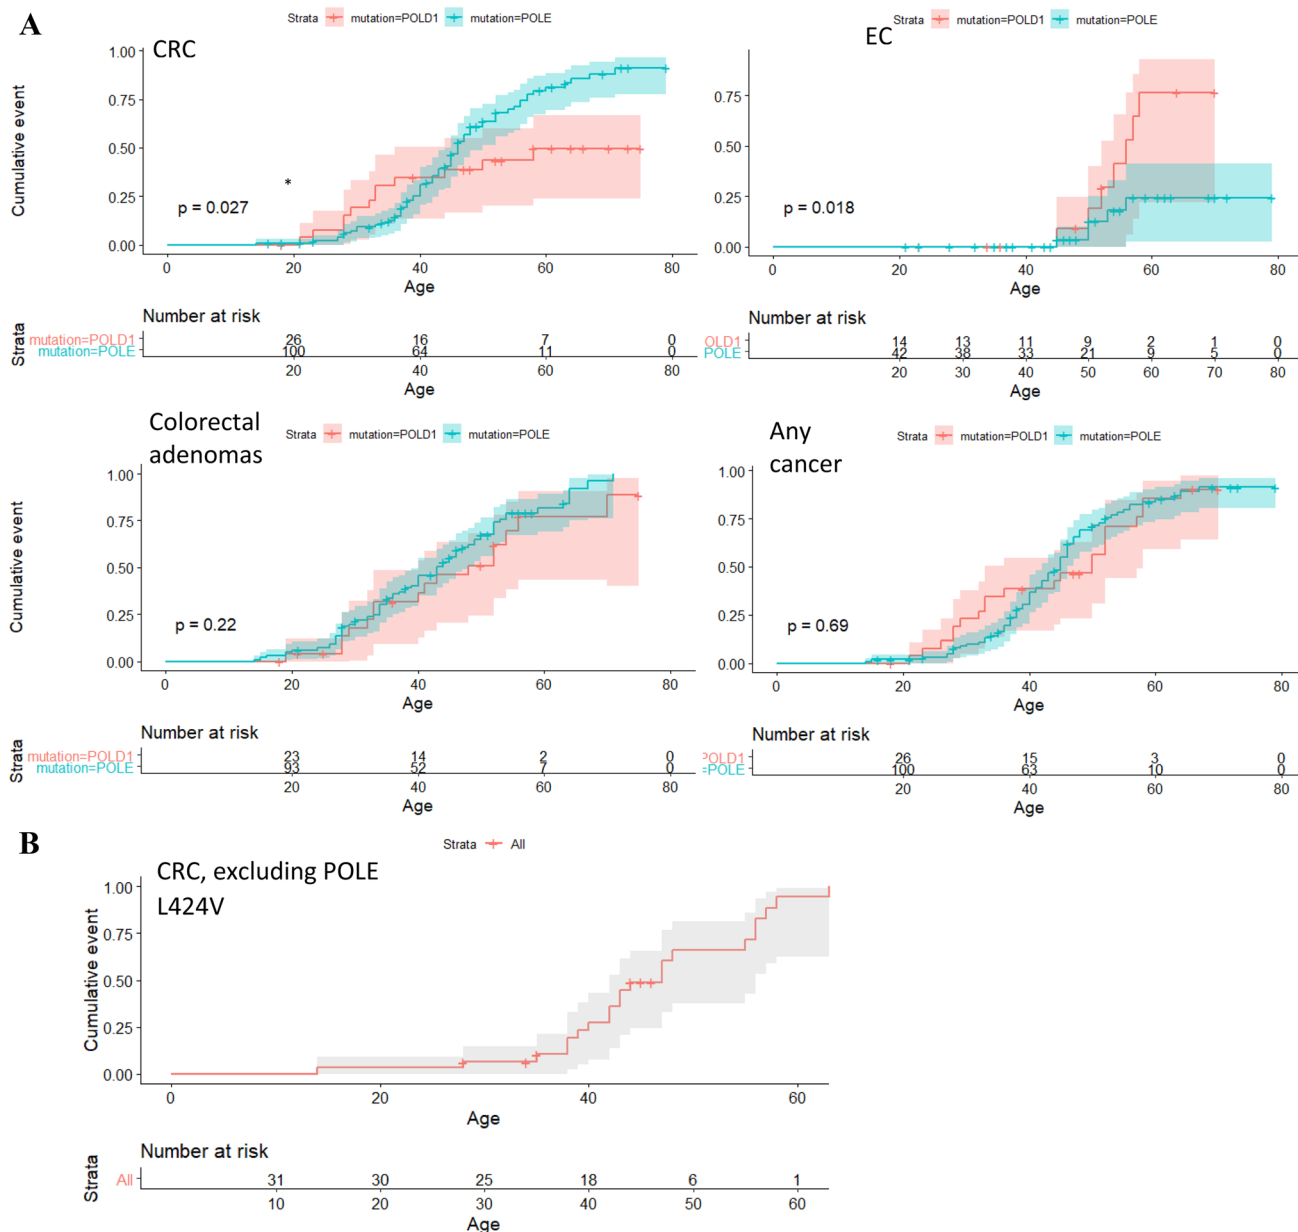 A
Strata mutation=POLD1 mutation=POLE
CRC
Cumulative event
1.00
0.75
0.50
0.25
0.00
*
p = 0.027
0 20 40 60 80
Age
Number at risk
Strata
mutation=POLD1 26 16 7 0
mutation=POLE 100 64 11 0
20 40 60 80
Age
Strata mutation=POLD1 mutation=POLE
EC
Cumulative event
0.75
0.50
0.25
0.00
p = 0.018
0 20 40 60 80
Age
Number at risk
OLD1 14 13 11 9 2 1 0
POLE 42 38 33 21 9 5 0
20 30 40 50 60 70 80
Age
Colorectal
adenomas
Strata mutation=POLD1 mutation=POLE
Cumulative event
1.00
0.75
0.50
0.25
0.00
p = 0.22
0 20 40 60 80
Age
Number at risk
Strata
mutation=POLD1 23 14 2 0
mutation=POLE 93 52 7 0
20 40 60 80
Age
Any
cancer
Strata mutation=POLD1 mutation=POLE
Cumulative event
1.00
0.75
0.50
0.25
0.00
p = 0.69
0 20 40 60 80
Age
Number at risk
POLD1 26 15 3 0
=POLE 100 63 10 0
20 40 60 80
Age
B
Strata All
CRC, excluding POLE
L424V
Cumulative event
1.00
0.75
0.50
0.25
0.00
0 20 40 60
Age
Number at risk
Strata
All 31 30 25 18 6 1
10 20 30 40 50 60
Age